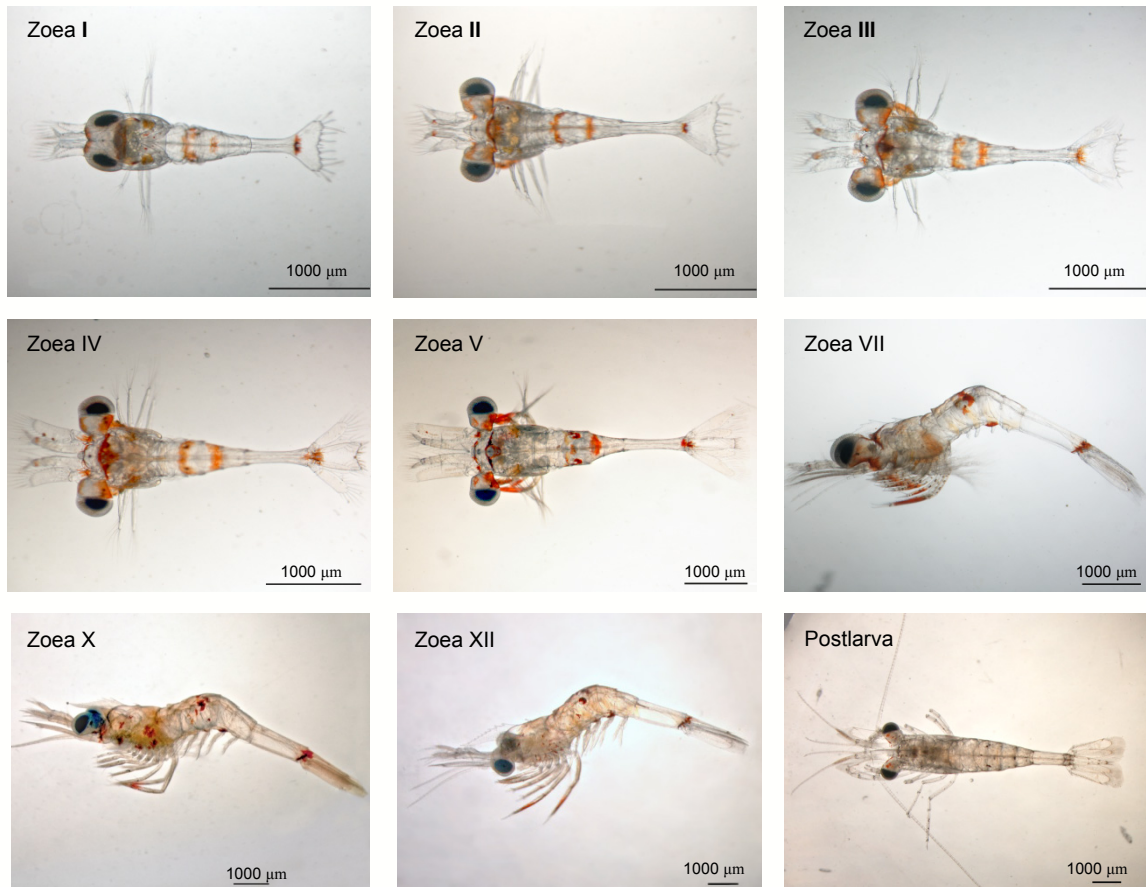 Zoea I
1000 μm
Zoea II
1000 μm
Zoea III
1000 μm
Zoea IV
1000 μm
Zoea V
1000 μm
Zoea VII
1000 μm
Zoea X
1000 μm
Zoea XII
1000 μm
Postlarva
1000 μm